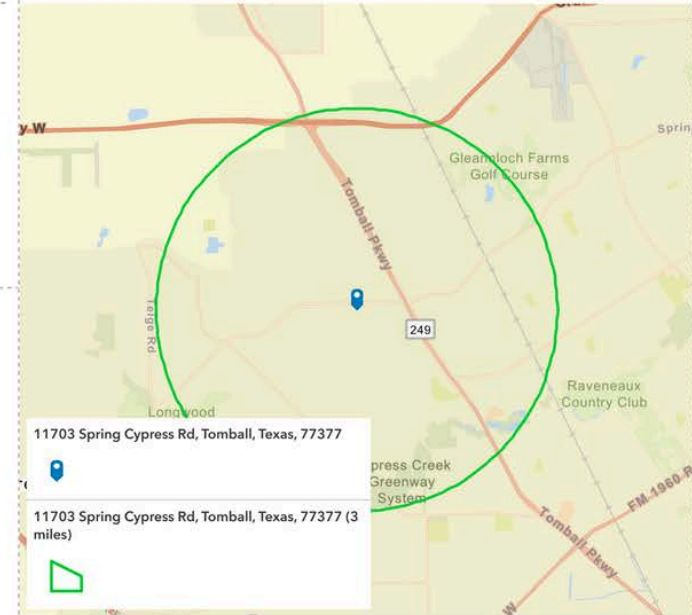 y W
Spring
Gleannloch Farms
Golf Course
Tomball Pkwy
Telge Rd
249
Raveneaux
Country Club
Longwood
11703 Spring Cypress Rd, Tomball, Texas, 77377
press Creek
Greenway
System
FM-1960 R
11703 Spring Cypress Rd, Tomball, Texas, 77377 (3
miles)
Tomball Pkwy
W